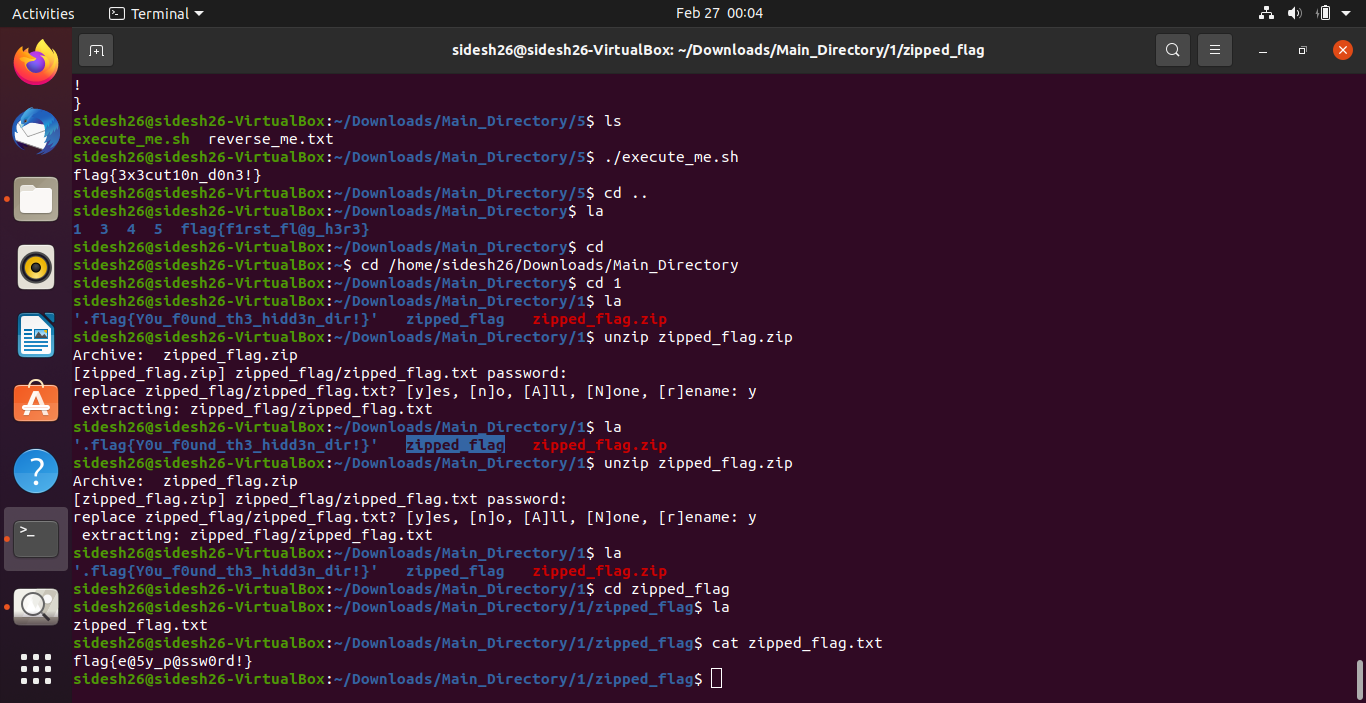 Activities Terminal Feb 27 00:04
sidesh26@sidesh26-VirtualBox: ~/Downloads/Main_Directory/1/zipped_flag
!
}
sidesh26@sidesh26-VirtualBox:~/Downloads/Main_Directory/5$ ls
execute_me.sh reverse_me.txt
sidesh26@sidesh26-VirtualBox:~/Downloads/Main_Directory/5$ ./execute_me.sh
flag{3x3cut10n_d0n3!}
sidesh26@sidesh26-VirtualBox:~/Downloads/Main_Directory/5$ cd ..
sidesh26@sidesh26-VirtualBox:~/Downloads/Main_Directory$ la
1 3 4 5 flag{f1rst_fl@g_h3r3}
sidesh26@sidesh26-VirtualBox:~/Downloads/Main_Directory$ cd
sidesh26@sidesh26-VirtualBox:~$ cd /home/sidesh26/Downloads/Main_Directory
sidesh26@sidesh26-VirtualBox:~/Downloads/Main_Directory$ cd 1
sidesh26@sidesh26-VirtualBox:~/Downloads/Main_Directory/1$ la
'.flag{Y0u_f0und_th3_hidd3n_dir!}' zipped_flag zipped_flag.zip
sidesh26@sidesh26-VirtualBox:~/Downloads/Main_Directory/1$ unzip zipped_flag.zip
Archive: zipped_flag.zip
[zipped_flag.zip] zipped_flag/zipped_flag.txt password:
replace zipped_flag/zipped_flag.txt? [y]es, [n]o, [A]ll, [N]one, [r]ename: y
extracting: zipped_flag/zipped_flag.txt
sidesh26@sidesh26-VirtualBox:~/Downloads/Main_Directory/1$ la
'.flag{Y0u_f0und_th3_hidd3n_dir!}' zipped_flag zipped_flag.zip
sidesh26@sidesh26-VirtualBox:~/Downloads/Main_Directory/1$ unzip zipped_flag.zip
Archive: zipped_flag.zip
[zipped_flag.zip] zipped_flag/zipped_flag.txt password:
replace zipped_flag/zipped_flag.txt? [y]es, [n]o, [A]ll, [N]one, [r]ename: y
extracting: zipped_flag/zipped_flag.txt
sidesh26@sidesh26-VirtualBox:~/Downloads/Main_Directory/1$ la
'.flag{Y0u_f0und_th3_hidd3n_dir!}' zipped_flag zipped_flag.zip
sidesh26@sidesh26-VirtualBox:~/Downloads/Main_Directory/1$ cd zipped_flag
sidesh26@sidesh26-VirtualBox:~/Downloads/Main_Directory/1/zipped_flag$ la
zipped_flag.txt
sidesh26@sidesh26-VirtualBox:~/Downloads/Main_Directory/1/zipped_flag$ cat zipped_flag.txt
flag{e@5y_p@ssw0rd!}
sidesh26@sidesh26-VirtualBox:~/Downloads/Main_Directory/1/zipped_flag$